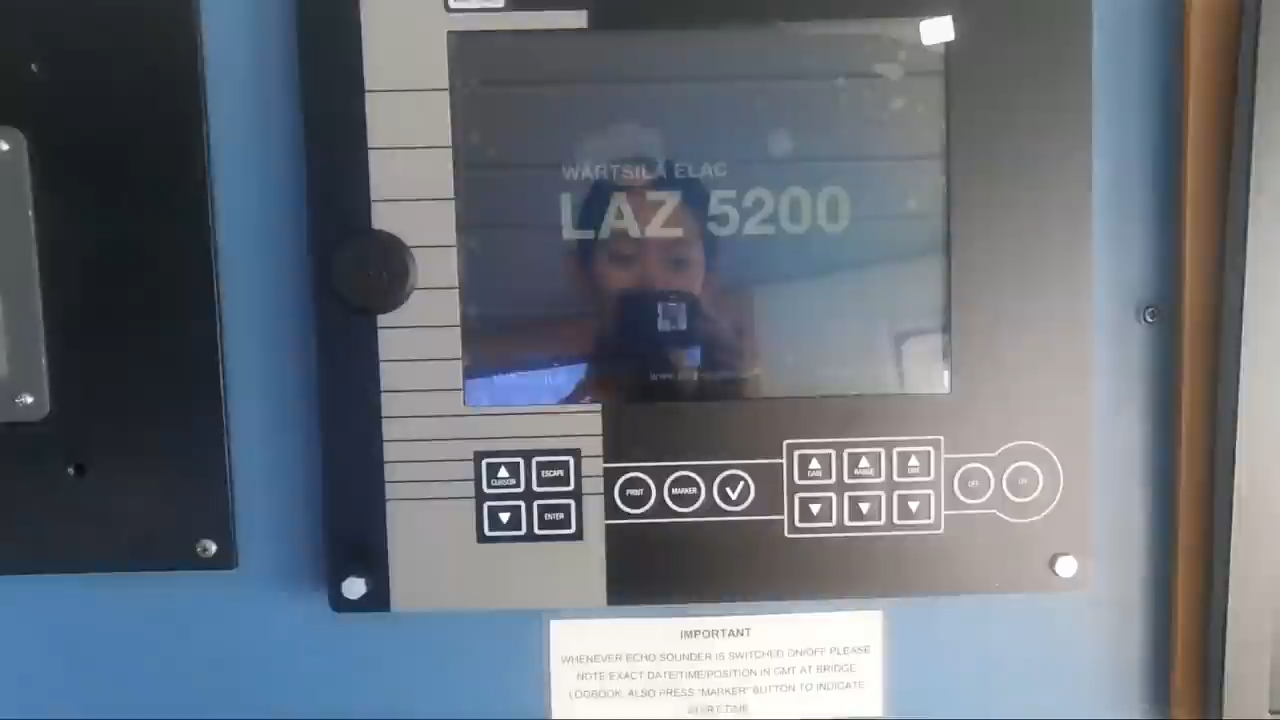 WÄRTSILÄ ELAC
LAZ 5200
CURSOR
ESCAPE
ENTER
PRINT
MARKER
GAIN
RANGE
DIM
OFF
ON
IMPORTANT
WHENEVER ECHO SOUNDER IS SWITCHED ON/OFF PLEASE
NOTE EXACT DATE/TIME/POSITION IN GMT AT BRIDGE
LOGBOOK. ALSO PRESS "MARKER" BUTTON TO INDICATE